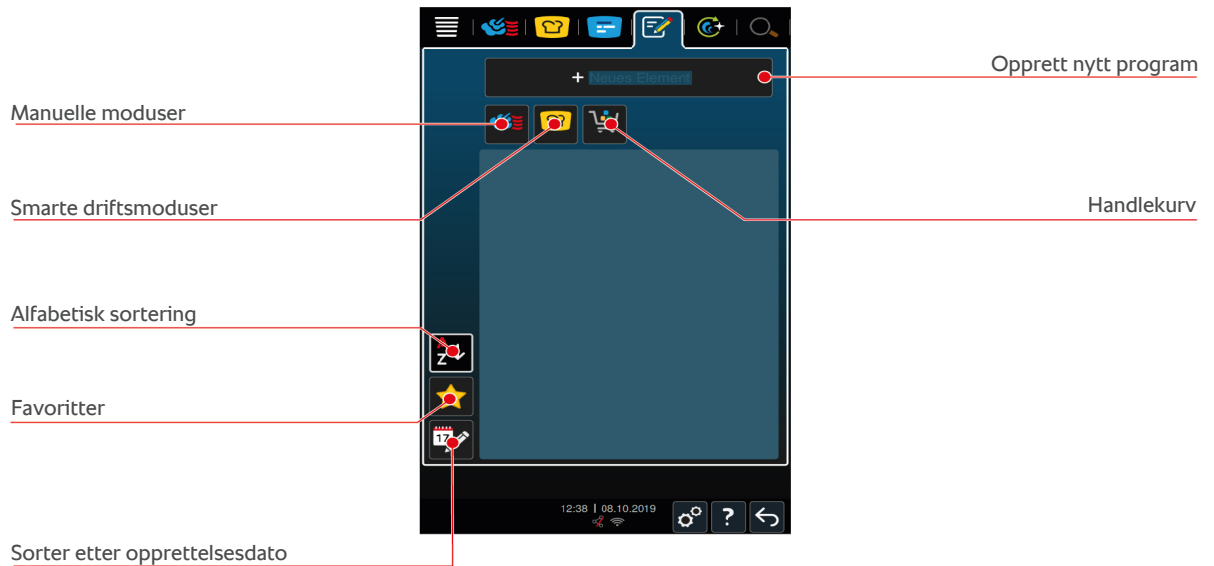 Opprett nytt program
+ Neues Element
Manuelle moduser
Smarte driftsmoduser
Handlekurv
Alfabetisk sortering
A
Z
Favoritter
17
12:38 | 08.10.2019
?
Sorter etter opprettelsesdato